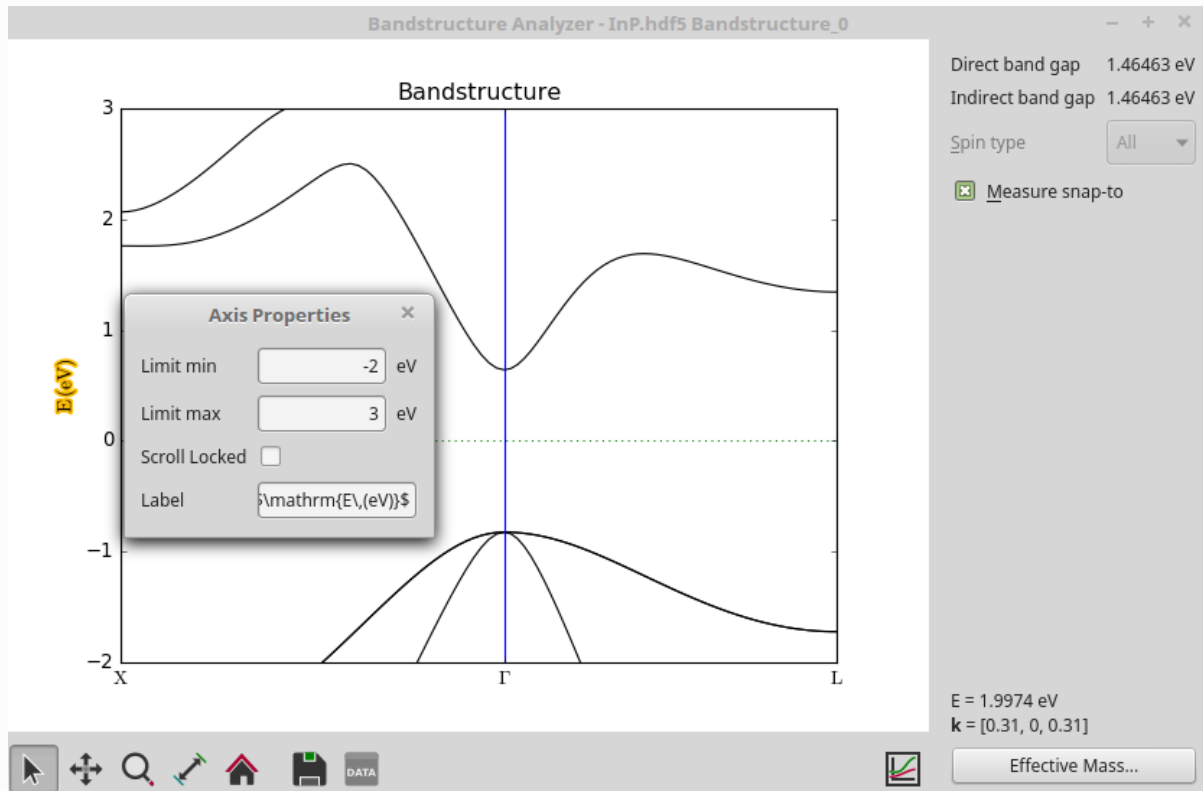 Bandstructure Analyzer - InP.hdf5 Bandstructure_0
Direct band gap 1.46463 eV
Indirect band gap 1.46463 eV
Spin type All
Measure snap-to
Bandstructure
3
2
1
0
−1
−2
E(eV)
X Γ L
Axis Properties
Limit min -2 eV
Limit max 3 eV
Scroll Locked
Label \mathrm{E\,(eV)}$
E = 1.9974 eV
k = [0.31, 0, 0.31]
DATA
Effective Mass...